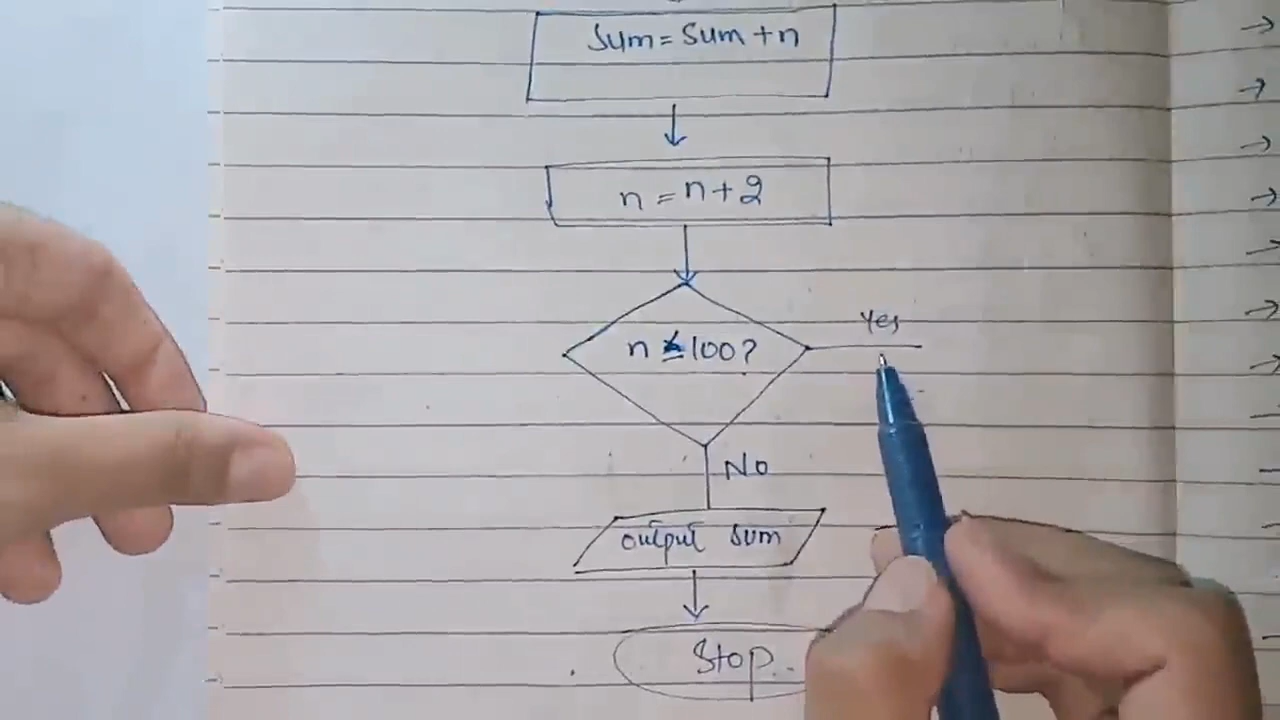 Sum = Sum + n
n = n + 2
n ≤ 100?
Yes
No
output sum
Stop.